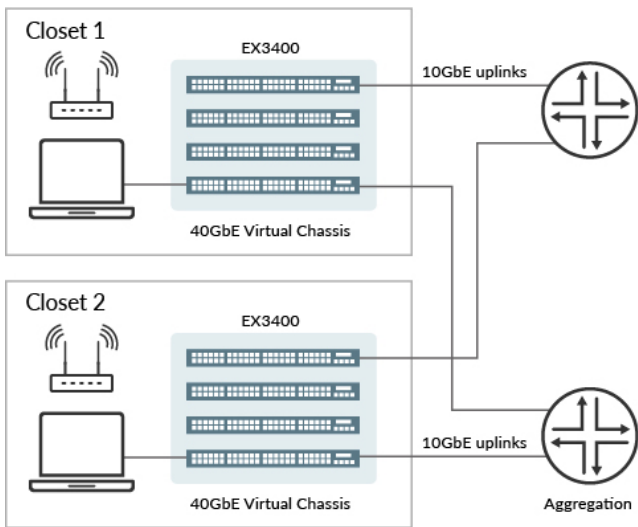 Closet 1
EX3400
10GbE uplinks
40GbE Virtual Chassis
Closet 2
EX3400
10GbE uplinks
40GbE Virtual Chassis
Aggregation